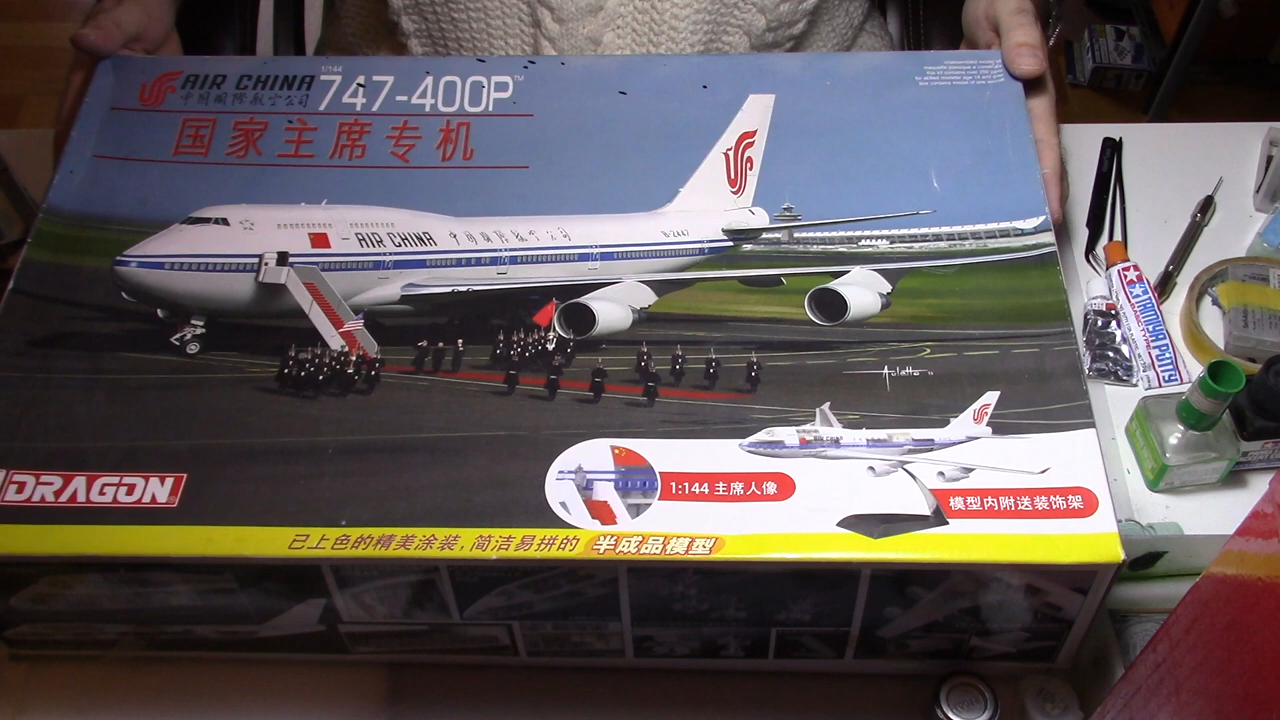 1/144
AIR CHINA 747-400P™
中国国際航空公司
国家主席专机
AIR CHINA 中国国際航空公司 B-2447
DRAGON®
1:144 主席人像
模型内附送装饰架
已上色的精美涂装, 简洁易拼的 半成品模型
TAMIYA PUTTY